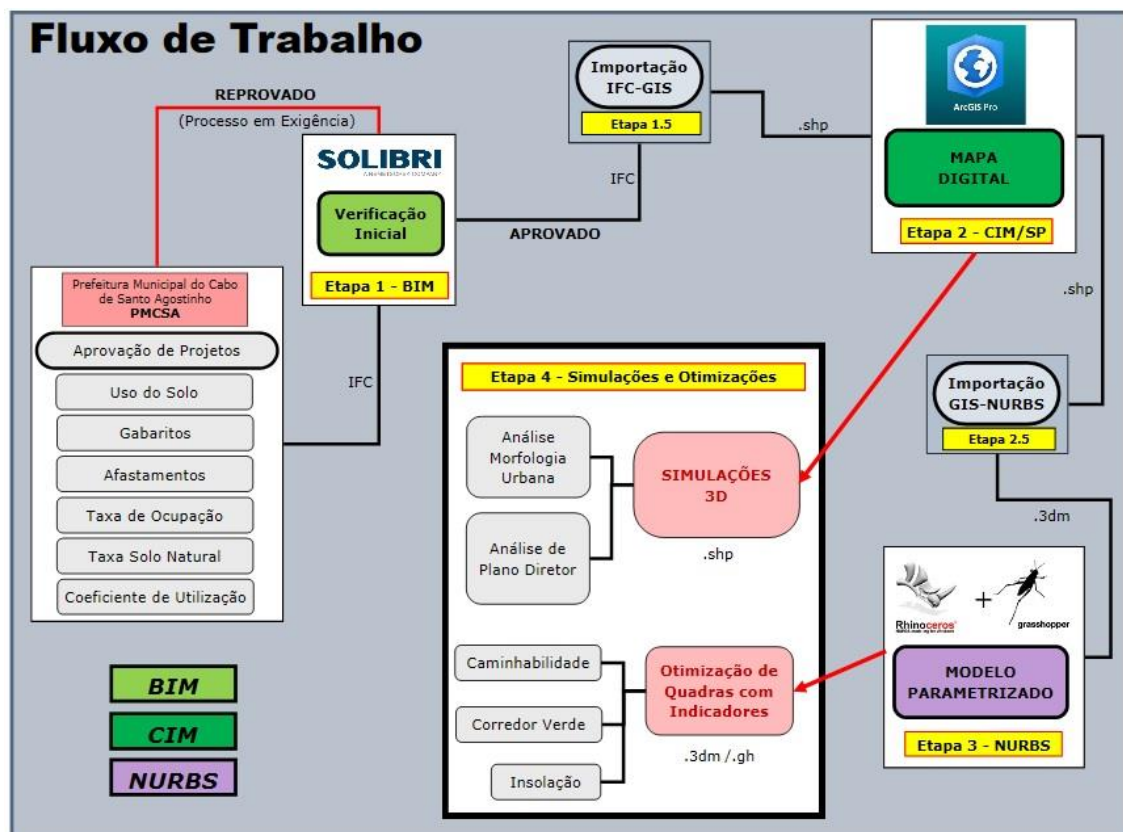 Fluxo de Trabalho
REPROVADO
(Processo em Exigência)
SOLIBRI
Verificação
Inicial
Etapa 1 - BIM
APROVADO
IFC
Importação
IFC-GIS
Etapa 1.5
.shp
ArcGIS Pro
MAPA
DIGITAL
Etapa 2 - CIM/SP
.shp
Prefeitura Municipal do Cabo
de Santo Agostinho
PMCSA
Aprovação de Projetos
Uso do Solo
Gabaritos
Afastamentos
Taxa de Ocupação
Taxa Solo Natural
Coeficiente de Utilização
IFC
Importação
GIS-NURBS
Etapa 2.5
.3dm
Etapa 4 - Simulações e Otimizações
Análise
Morfologia
Urbana
Análise de
Plano Diretor
SIMULAÇÕES
3D
.shp
Caminhabilidade
Corredor Verde
Insolação
Otimização de
Quadras com
Indicadores
.3dm /.gh
Rhinoceros®
+
grasshopper
MODELO
PARAMETRIZADO
Etapa 3 - NURBS
BIM
CIM
NURBS